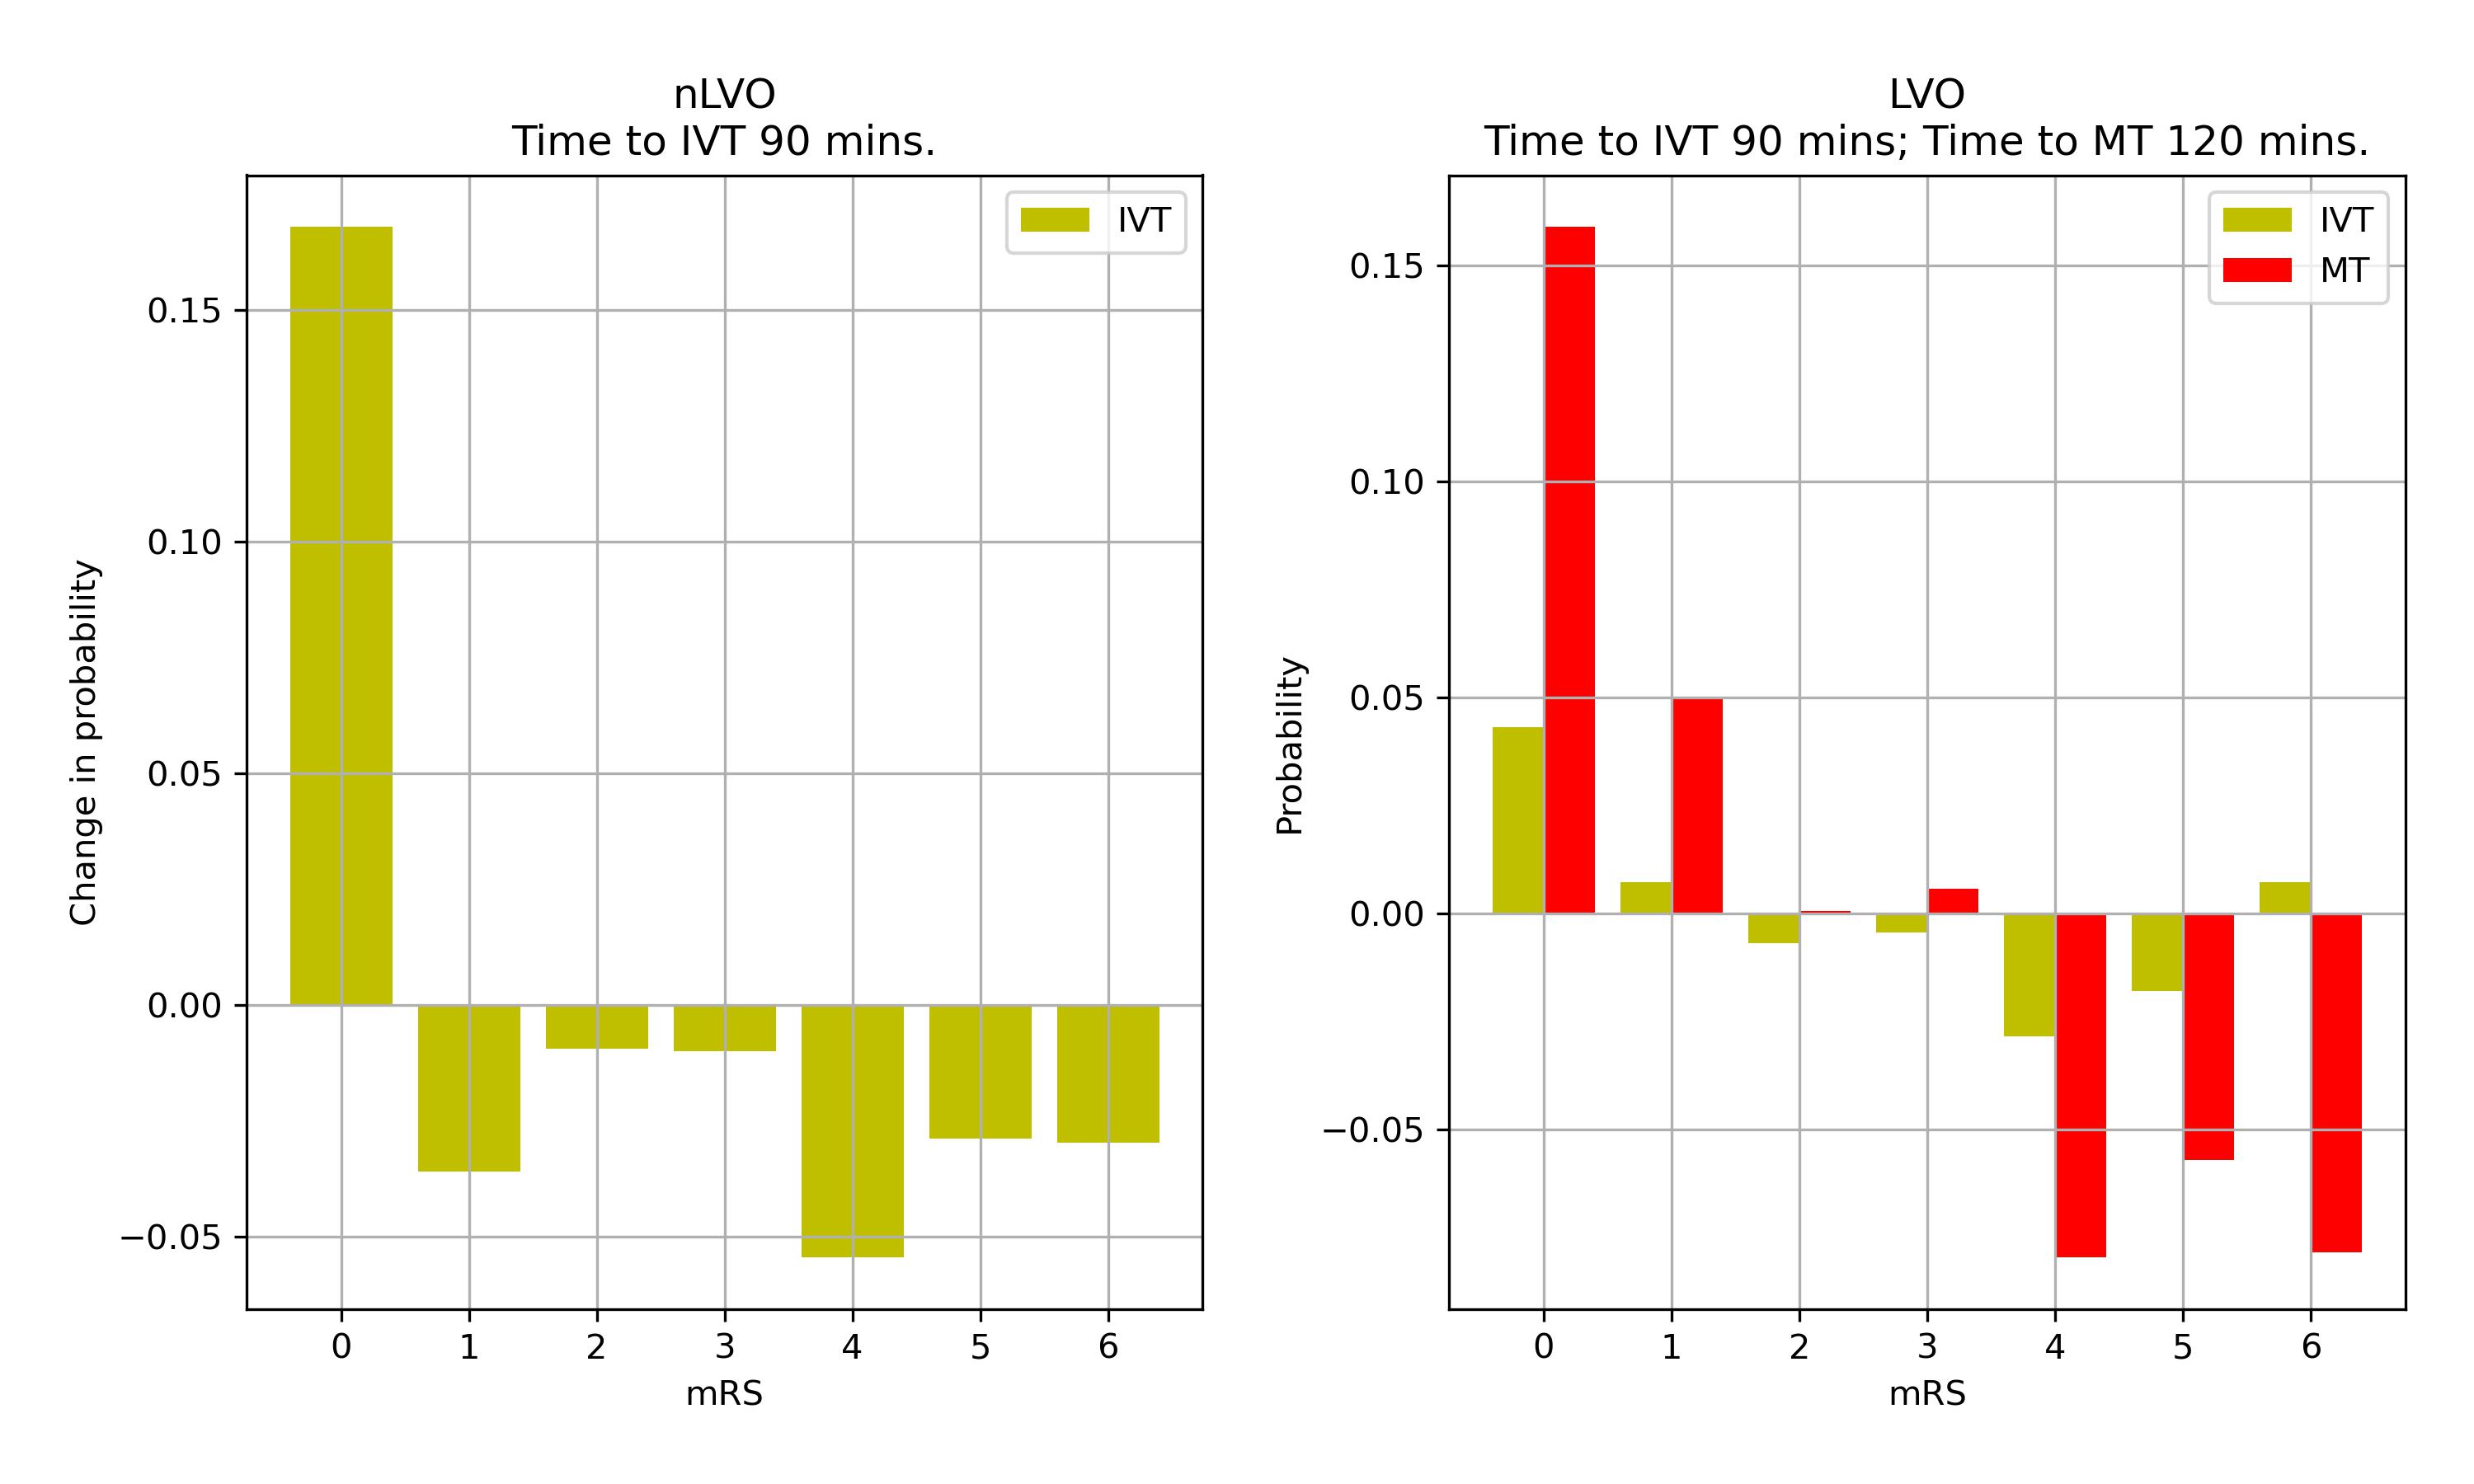 nLVO
Time to IVT 90 mins.
IVT
0.15
0.10
0.05
0.00
−0.05
Change in probability
0 1 2 3 4 5 6
mRS
LVO
Time to IVT 90 mins; Time to MT 120 mins.
IVT
MT
0.15
0.10
0.05
0.00
−0.05
Probability
0 1 2 3 4 5 6
mRS